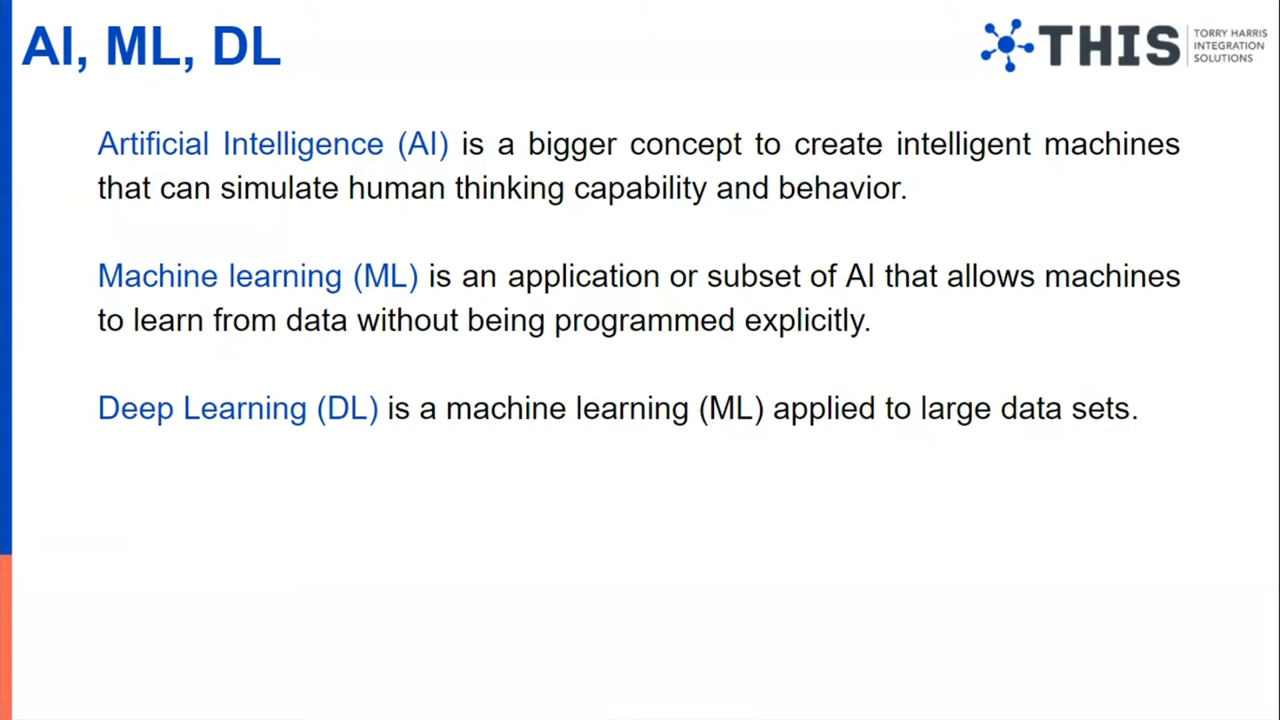 AI, ML, DL
THIS
TORRY HARRIS
INTEGRATION
SOLUTIONS
Artificial Intelligence (AI) is a bigger concept to create intelligent machines
that can simulate human thinking capability and behavior.
Machine learning (ML) is an application or subset of AI that allows machines
to learn from data without being programmed explicitly.
Deep Learning (DL) is a machine learning (ML) applied to large data sets.